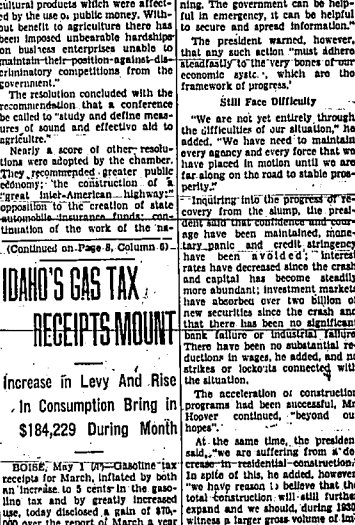 cultural products which were affect-
ed by the use of public money. With-
out benefit to agriculture there has
been imposed unbearable hardships
on business enterprises unable to
maintain their position against dis-
criminatory competitions from the
government."
The resolution concluded with the
recommendation that a conference
be called to "study and define meas-
ures of sound and effective aid to
agriculture."
Nearly a score of other resolu-
tions were adopted by the chamber.
They recommended greater public
economy; the construction of a
"great inter-American highway;"
opposition to the creation of state
automobile insurance funds; con-
tinuation of the work of the na-
(Continued on Page 8, Column 6)
IDAHO'S GAS TAX
RECEIPTS MOUNT
Increase in Levy And Rise
In Consumption Bring in
$184,229 During Month
BOISE, May 1 (AP)—Gasoline tax
receipts for March, inflated by both
an increase to 5 cents in the gaso-
line tax and by greatly increased
use, today disclosed a gain of $70,-
000 over the report of March a year
ning. The government can be help-
ful in emergency, it can be helpful
to secure and spread information."
The president warned, however,
that any such action "must adhere
steadfastly to the very bones of our
economic syste., which are the
framework of progress.'
Still Face Difficulty
"We are not yet entirely through
the difficulties of our situation," he
added. "We have need to maintain
every agency and every force that we
have placed in motion until we are
far along on the road to stable pros-
perity."
Inquiring into the progress of re-
covery from the slump, the presi-
dent said that confidence and cour-
age have been maintained, mone-
tary panic and credit stringency
have been avoided; interest
rates have decreased since the crash
and capital has become steadily
more abundant; investment markets
have absorbed over two billion of
new securities since the crash and
that there has been no significant
bank failure or industrial failure.
There have been no substantial re-
ductions in wages, he added, and no
strikes or lockouts connected with
the situation.
The acceleration of construction
programs had been successful, Mr.
Hoover continued, "beyond our
hopes".
At the same time, the president
said, "we are suffering from a de-
crease in residential construction.
In spite of this, he added, however
"we have reason to believe that the
total construction will still further
expand and we should, during 1930
witness a larger gross volume of im-